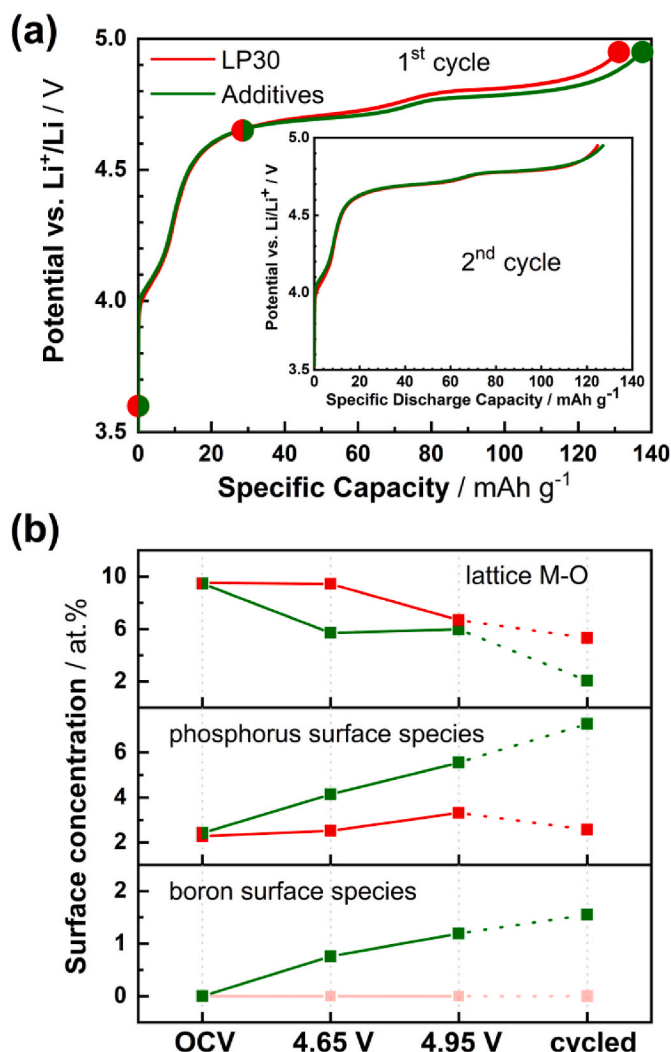 (a)
5.0
4.5
4.0
3.5
Potential vs. Li⁺/Li / V
LP30
Additives
1ˢᵗ cycle
5.0
4.5
4.0
3.5
Potential vs. Li/Li⁺ / V
2ⁿᵈ cycle
0 20 40 60 80 100 120 140
Specific Discharge Capacity / mAh g⁻¹
0 20 40 60 80 100 120 140
Specific Capacity / mAh g⁻¹
(b)
Surface concentration / at.%
10
6
2
lattice M-O
6
4
2
phosphorus surface species
2
1
0
boron surface species
OCV 4.65 V 4.95 V cycled